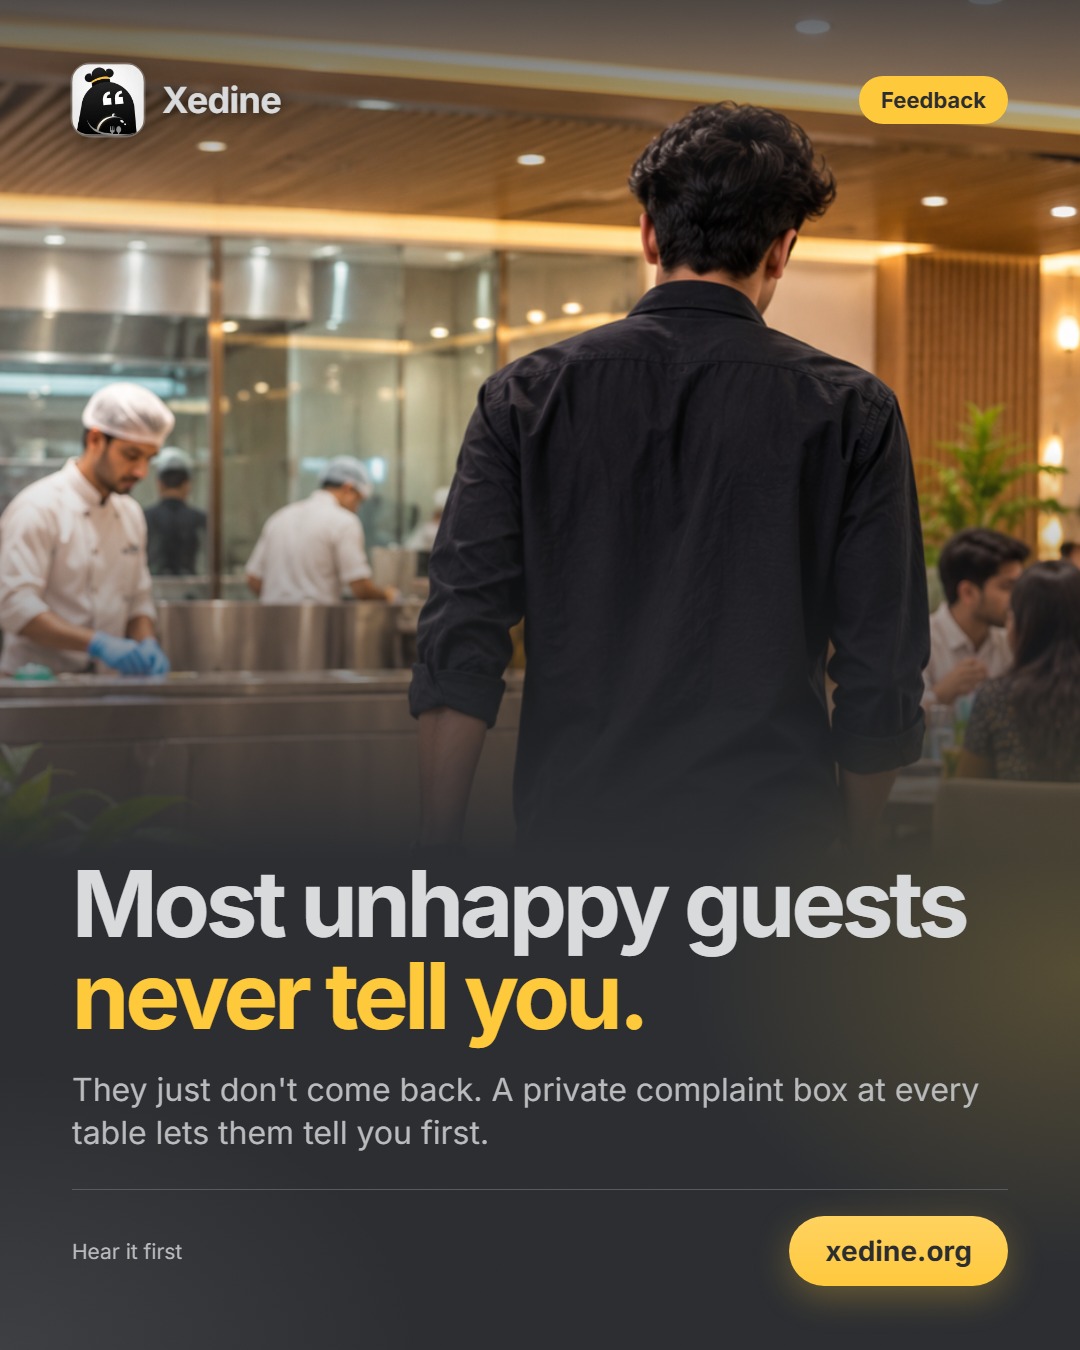 Xedine
Feedback
Most unhappy guests
never tell you.
They just don't come back. A private complaint box at every
table lets them tell you first.
Hear it first
xedine.org